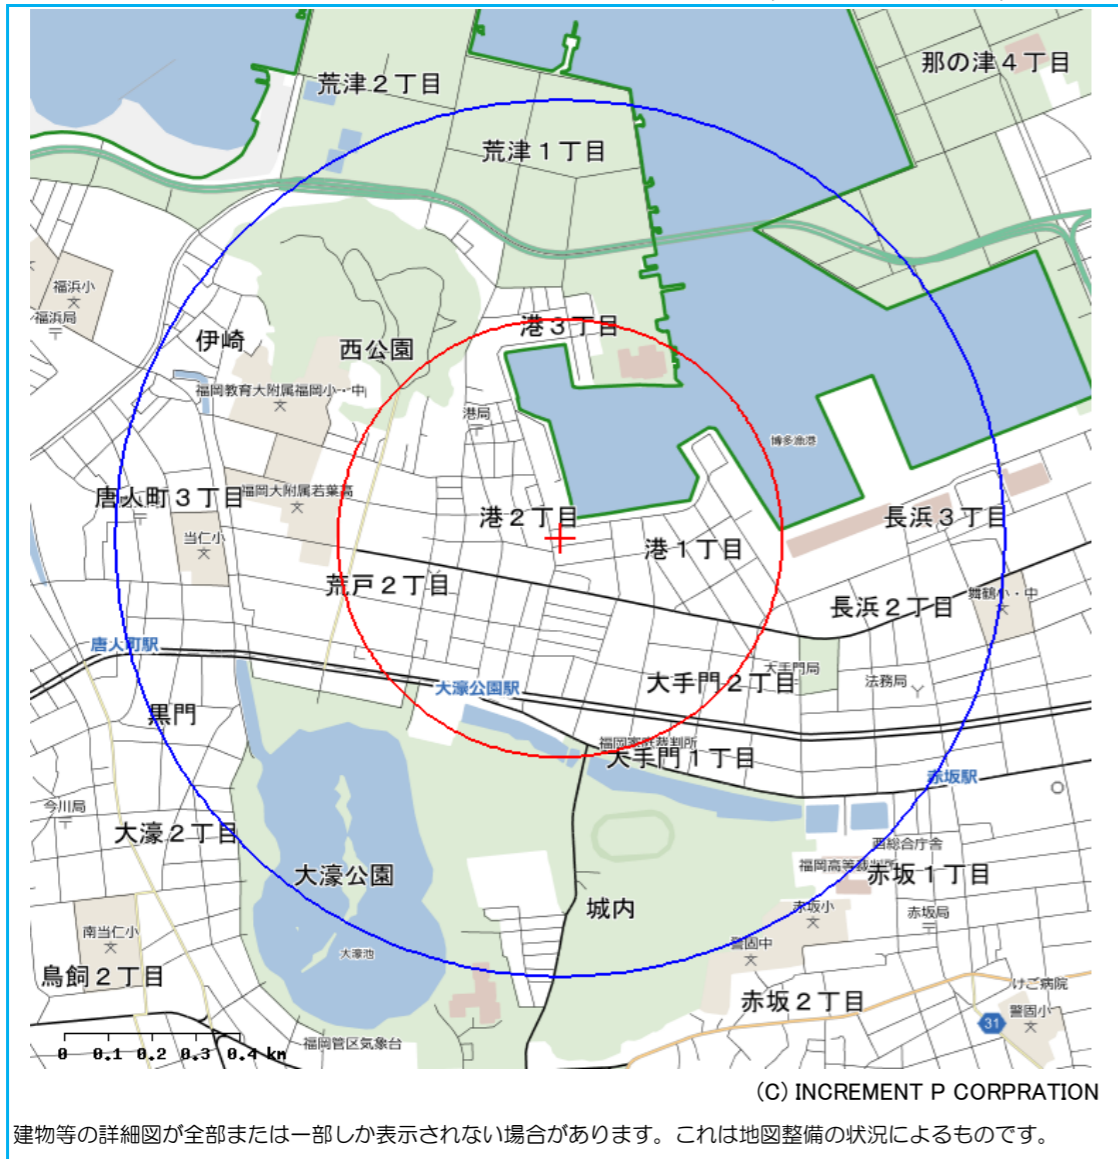 那の津４丁目
荒津２丁目
荒津１丁目
福浜小
福浜局
港３丁目
伊崎
西公園
福岡教育大附属福岡小・中
港局
博多漁港
唐人町３丁目
福岡大附属若葉高
港２丁目
長浜３丁目
当仁小
港１丁目
荒戸２丁目
舞鶴小・中
長浜２丁目
唐人町駅
大手門局
大濠公園駅
大手門２丁目
法務局
黒門
福岡家庭裁判所
大手門１丁目
赤坂駅
今川局
大濠２丁目
西総合庁舎
福岡高等裁判所
大濠公園
赤坂１丁目
城内
赤坂小
赤坂局
南当仁小
警固中
大濠池
鳥飼２丁目
けご病院
赤坂２丁目
警固小
31
0 0.1 0.2 0.3 0.4 km
福岡管区気象台
(C) INCREMENT P CORPRATION
建物等の詳細図が全部または一部しか表示されない場合があります。これは地図整備の状況によるものです。